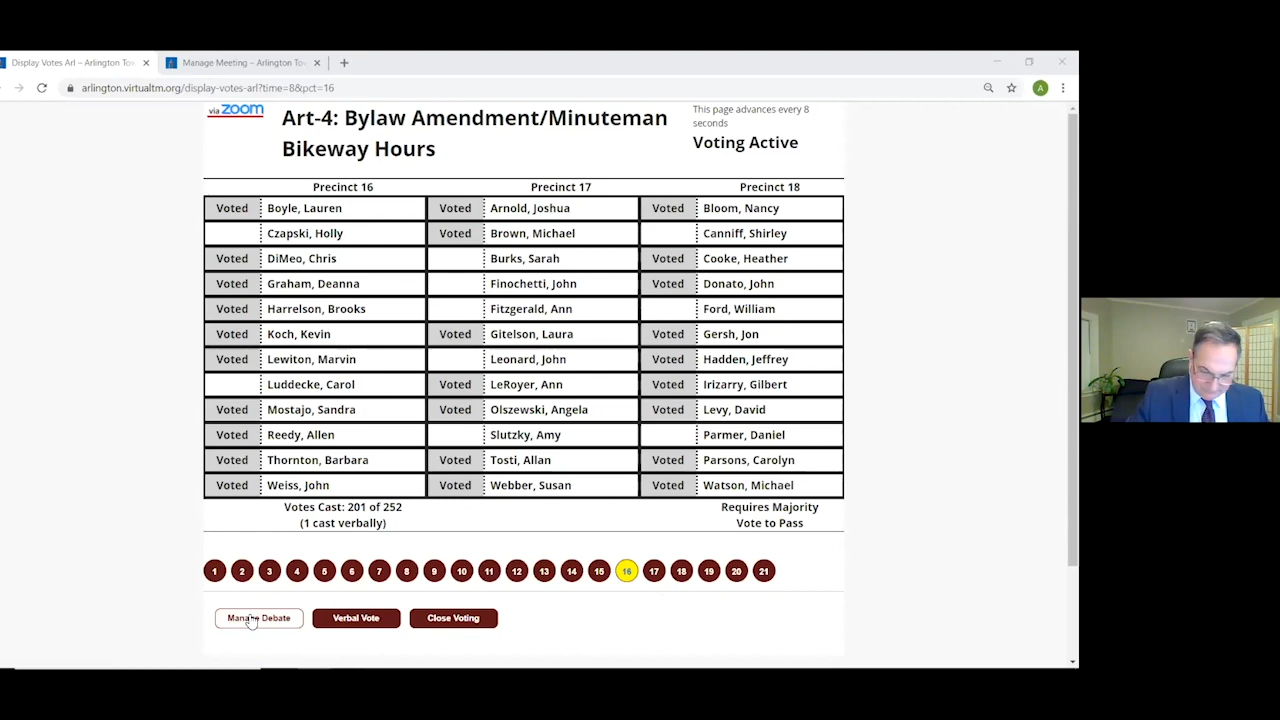 Display Votes Arl – Arlington Tow
Manage Meeting – Arlington To
arlington.virtualtm.org/display-votes-arl?time=8&pct=16
A
via zoom
Art-4: Bylaw Amendment/Minuteman
Bikeway Hours
This page advances every 8
seconds
Voting Active
Precinct 16 Precinct 17 Precinct 18
Voted Boyle, Lauren Voted Arnold, Joshua Voted Bloom, Nancy
Czapski, Holly Voted Brown, Michael Canniff, Shirley
Voted DiMeo, Chris Burks, Sarah Voted Cooke, Heather
Voted Graham, Deanna Finochetti, John Voted Donato, John
Voted Harrelson, Brooks Fitzgerald, Ann Ford, William
Voted Koch, Kevin Voted Gitelson, Laura Voted Gersh, Jon
Voted Lewiton, Marvin Leonard, John Voted Hadden, Jeffrey
Luddecke, Carol Voted LeRoyer, Ann Voted Irizarry, Gilbert
Voted Mostajo, Sandra Voted Olszewski, Angela Voted Levy, David
Voted Reedy, Allen Slutzky, Amy Parmer, Daniel
Voted Thornton, Barbara Voted Tosti, Allan Voted Parsons, Carolyn
Voted Weiss, John Voted Webber, Susan Voted Watson, Michael
Votes Cast: 201 of 252
(1 cast verbally)
Requires Majority
Vote to Pass
1 2 3 4 5 6 7 8 9 10 11 12 13 14 15 16 17 18 19 20 21
Manage Debate Verbal Vote Close Voting